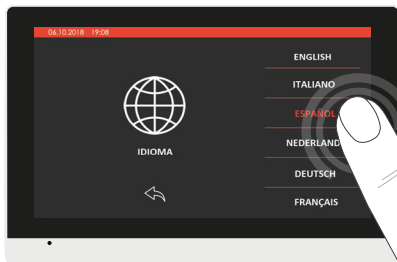 06.10.2018 19:08
ENGLISH
ITALIANO
ESPAÑOL
IDIOMA
NEDERLAND
DEUTSCH
FRANÇAIS